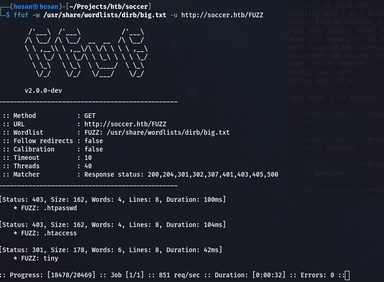 (hosan㉿hosan)-[~/Projects/htb/soccer]
$ ffuf -w /usr/share/wordlists/dirb/big.txt -u http://soccer.htb/FUZZ
v2.0.0-dev
:: Method : GET
:: URL : http://soccer.htb/FUZZ
:: Wordlist : FUZZ: /usr/share/wordlists/dirb/big.txt
:: Follow redirects : false
:: Calibration : false
:: Timeout : 10
:: Threads : 40
:: Matcher : Response status: 200,204,301,302,307,401,403,405,500
[Status: 403, Size: 162, Words: 4, Lines: 8, Duration: 100ms]
* FUZZ: .htpasswd
[Status: 403, Size: 162, Words: 4, Lines: 8, Duration: 104ms]
* FUZZ: .htaccess
[Status: 301, Size: 178, Words: 6, Lines: 8, Duration: 42ms]
* FUZZ: tiny
:: Progress: [18478/20469] :: Job [1/1] :: 851 req/sec :: Duration: [0:00:32] :: Errors: 0 ::